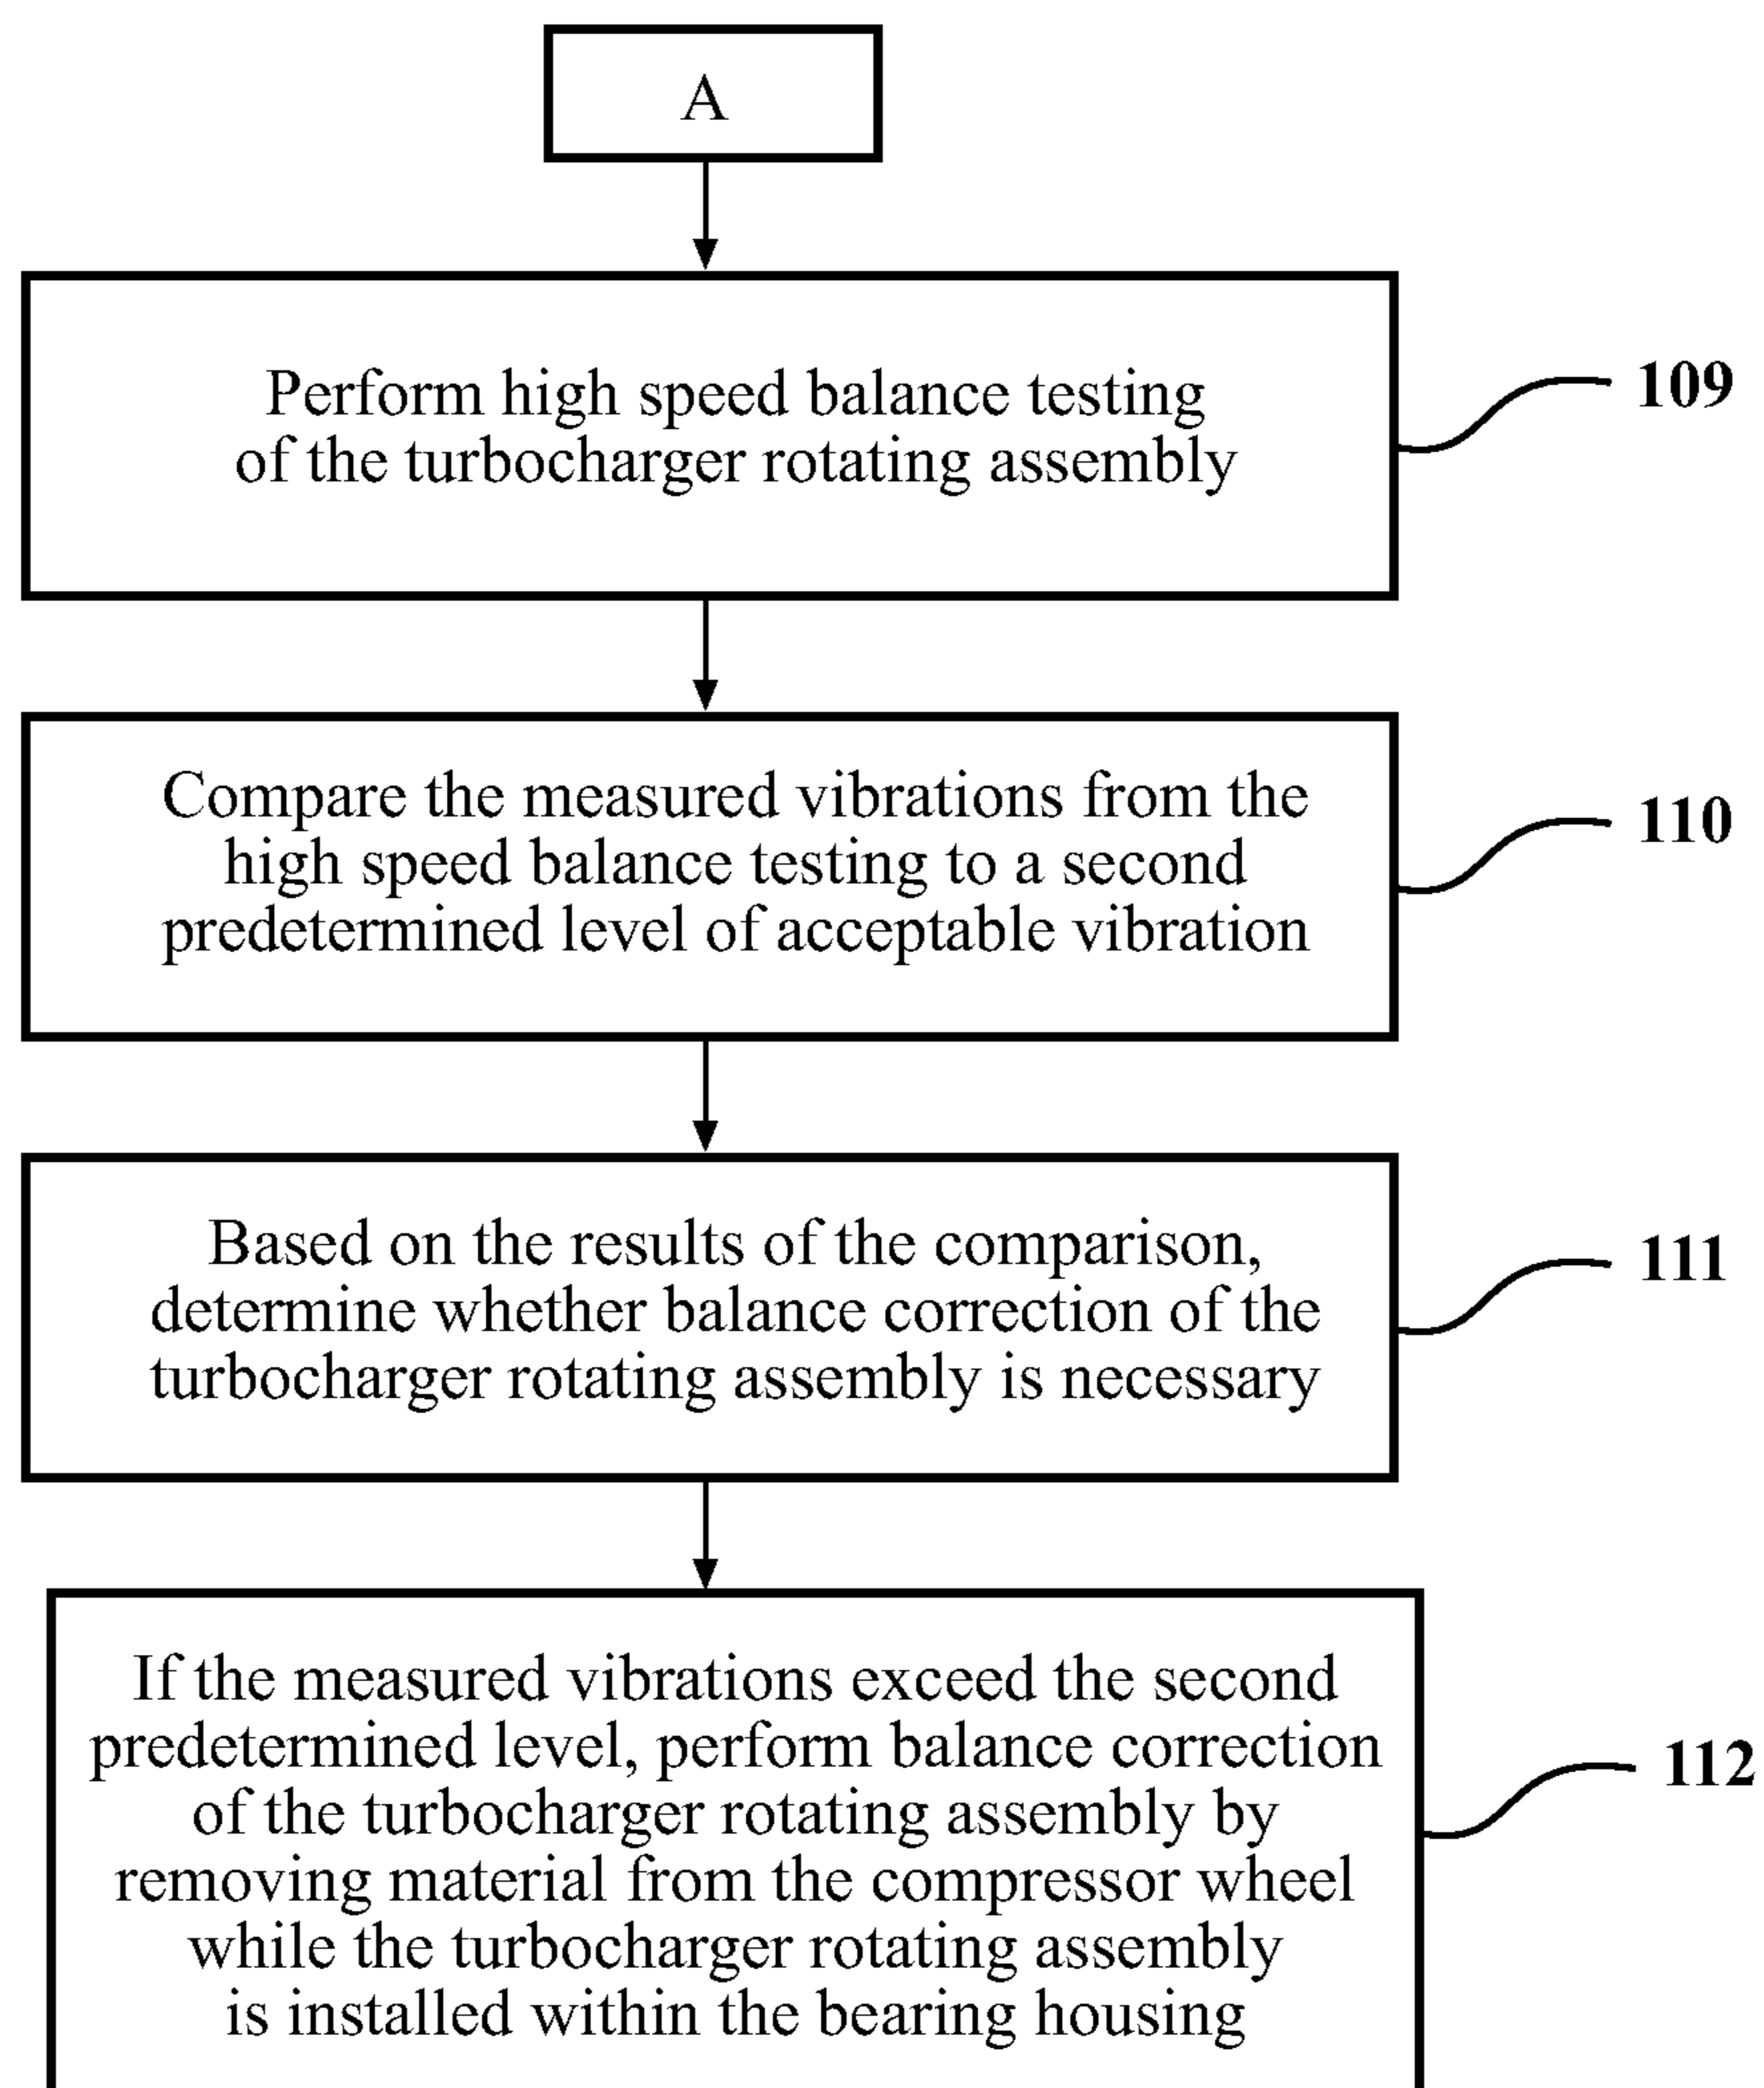 A
Perform high speed balance testing
of the turbocharger rotating assembly
109
Compare the measured vibrations from the
high speed balance testing to a second
predetermined level of acceptable vibration
110
Based on the results of the comparison,
determine whether balance correction of the
turbocharger rotating assembly is necessary
111
If the measured vibrations exceed the second
predetermined level, perform balance correction
of the turbocharger rotating assembly by
removing material from the compressor wheel
while the turbocharger rotating assembly
is installed within the bearing housing
112